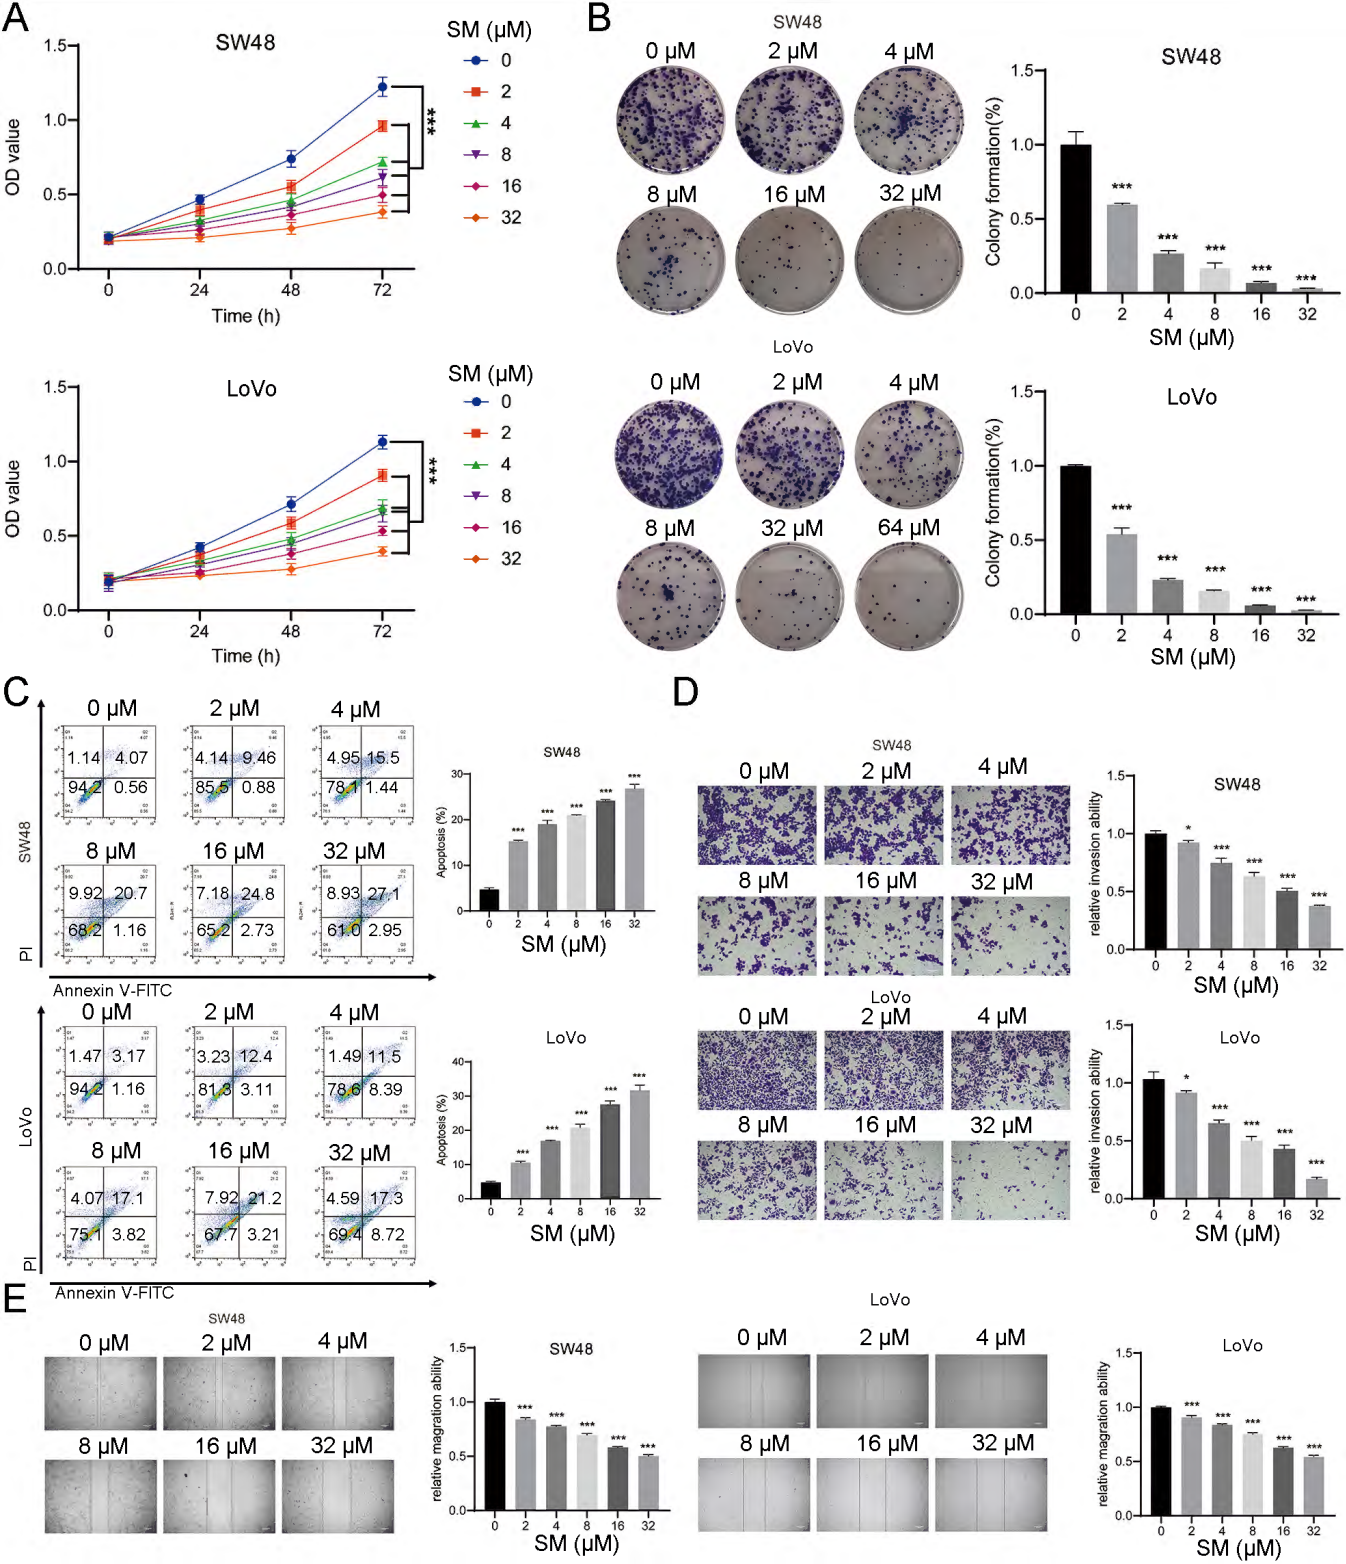 A
SW48
SM (μM)
1.5
1.0
0.5
0.0
OD value
0
24
48
72
Time (h)
***
0
2
4
8
16
32
LoVo
SM (μM)
1.5
1.0
0.5
0.0
OD value
0
24
48
72
Time (h)
***
0
2
4
8
16
32
B
SW48
0 μM
2 μM
4 μM
8 μM
16 μM
32 μM
SW48
1.5
1.0
0.5
0.0
Colony formation(%)
***
***
***
***
***
0
2
4
8
16
32
SM (μM)
LoVo
0 μM
2 μM
4 μM
8 μM
32 μM
64 μM
LoVo
1.5
1.0
0.5
0.0
Colony formation(%)
***
***
***
***
***
0
2
4
8
16
32
SM (μM)
C
0 μM
2 μM
4 μM
1.14 4.07
94.2 0.56
4.14 9.46
85.5 0.88
4.95 15.5
78.1 1.44
SW48
8 μM
16 μM
32 μM
9.92 20.7
68.2 1.16
7.18 24.8
65.2 2.73
8.93 27.1
61.0 2.95
PI
Annexin V-FITC
SW48
30
20
10
0
Apoptosis (%)
***
***
***
***
***
0
2
4
8
16
32
SM (μM)
0 μM
2 μM
4 μM
1.47 3.17
94.2 1.16
3.23 12.4
81.3 3.11
1.49 11.5
78.6 8.39
LoVo
8 μM
16 μM
32 μM
4.07 17.1
75.1 3.82
7.92 21.2
67.7 3.21
4.59 17.3
69.4 8.72
PI
Annexin V-FITC
LoVo
40
30
20
10
0
Apoptosis (%)
***
***
***
***
***
0
2
4
8
16
32
SM (μM)
D
SW48
0 μM
2 μM
4 μM
8 μM
16 μM
32 μM
SW48
1.5
1.0
0.5
0.0
relative invasion ability
*
***
***
***
***
0
2
4
8
16
32
SM (μM)
LoVo
0 μM
2 μM
4 μM
8 μM
16 μM
32 μM
LoVo
1.5
1.0
0.5
0.0
relative invasion ability
*
***
***
***
***
0
2
4
8
16
32
SM (μM)
E
SW48
0 μM
2 μM
4 μM
8 μM
16 μM
32 μM
SW48
1.5
1.0
0.5
0.0
relative magration ability
***
***
***
***
***
0
2
4
8
16
32
SM (μM)
LoVo
0 μM
2 μM
4 μM
8 μM
16 μM
32 μM
LoVo
1.5
1.0
0.5
0.0
relative magration ability
***
***
***
***
***
0
2
4
8
16
32
SM (μM)